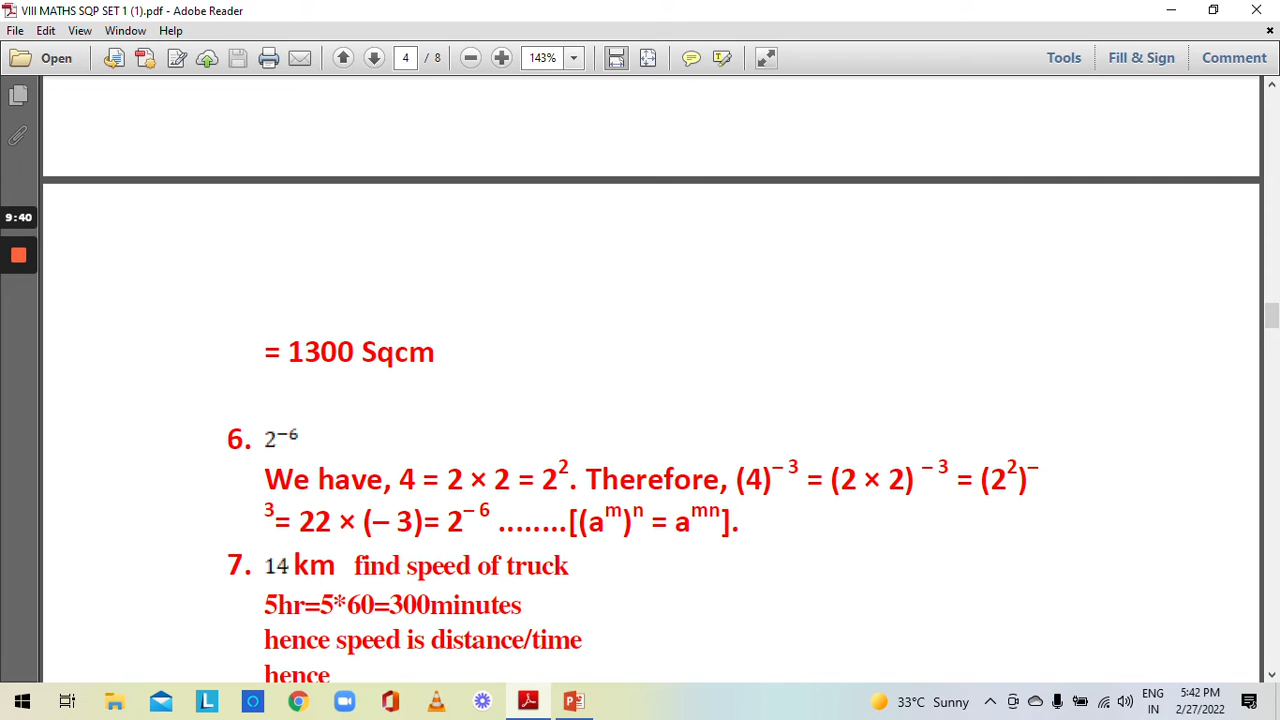 VIII MATHS SQP SET 1 (1).pdf - Adobe Reader
File Edit View Window Help
Open 4 / 8 143% Tools Fill & Sign Comment
9:40
= 1300 Sqcm
6. 2⁻⁶
We have, 4 = 2 × 2 = 2². Therefore, (4)⁻ ³ = (2 × 2) ⁻ ³ = (2²)⁻
³= 22 × (– 3)= 2⁻ ⁶ ........[(aᵐ)ⁿ = aᵐⁿ].
7. 14 km find speed of truck
5hr=5*60=300minutes
hence speed is distance/time
hence
33°C Sunny ENG 5:42 PM
IN 2/27/2022